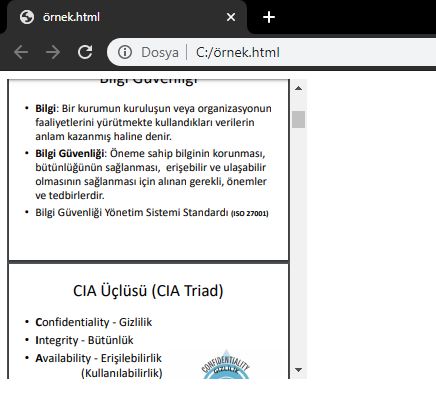 örnek.html
Dosya | C:/örnek.html
Bilgi Güvenliği
• Bilgi: Bir kurumun kuruluşun veya organizasyonun
faaliyetlerini yürütmekte kullandıkları verilerin
anlam kazanmış haline denir.
• Bilgi Güvenliği: Öneme sahip bilginin korunması,
bütünlüğünün sağlanması, erişebilir ve ulaşabilir
olmasının sağlanması için alınan gerekli, önemler
ve tedbirlerdir.
• Bilgi Güvenliği Yönetim Sistemi Standardı (ISO 27001)
CIA Üçlüsü (CIA Triad)
• Confidentiality - Gizlilik
• Integrity - Bütünlük
• Availability - Erişilebilirlik
(Kullanılabilirlik)
CONFIDENTIALITY
GİZLİLİK